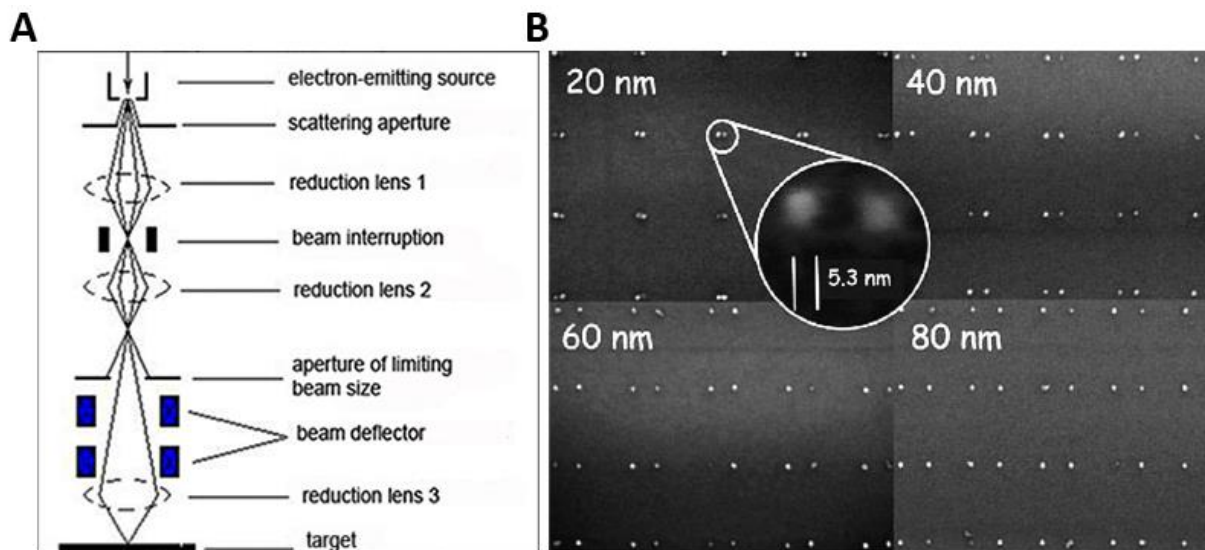 A
electron-emitting source
scattering aperture
reduction lens 1
beam interruption
reduction lens 2
aperture of limiting
beam size
beam deflector
reduction lens 3
target
B
20 nm
40 nm
5.3 nm
60 nm
80 nm